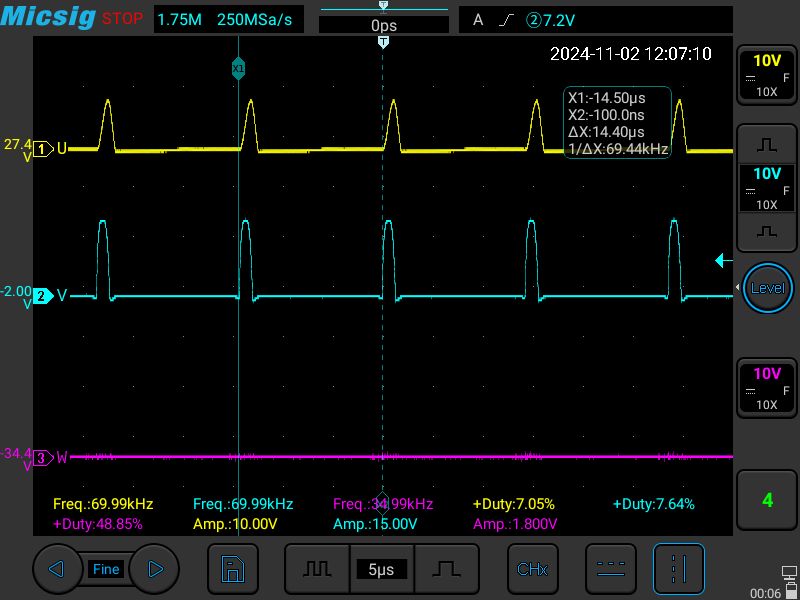 Micsig STOP 1.75M 250MSa/s 0ps A ②7.2V
T
2024-11-02 12:07:10
X1
X1:-14.50µs
X2:-100.0ns
ΔX:14.40µs
1/ΔX:69.44kHz
27.4 V 1 U
-2.00 V 2 V
-34.4 V 3 W
10V
F
10X
10V
F
10X
Level
10V
F
10X
4
Freq.:69.99kHz Freq.:69.99kHz Freq.:34.99kHz +Duty:7.05% +Duty:7.64%
+Duty:48.85% Amp.:10.00V Amp.:15.00V Amp.:1.800V
Fine 5µs CHx
00:06